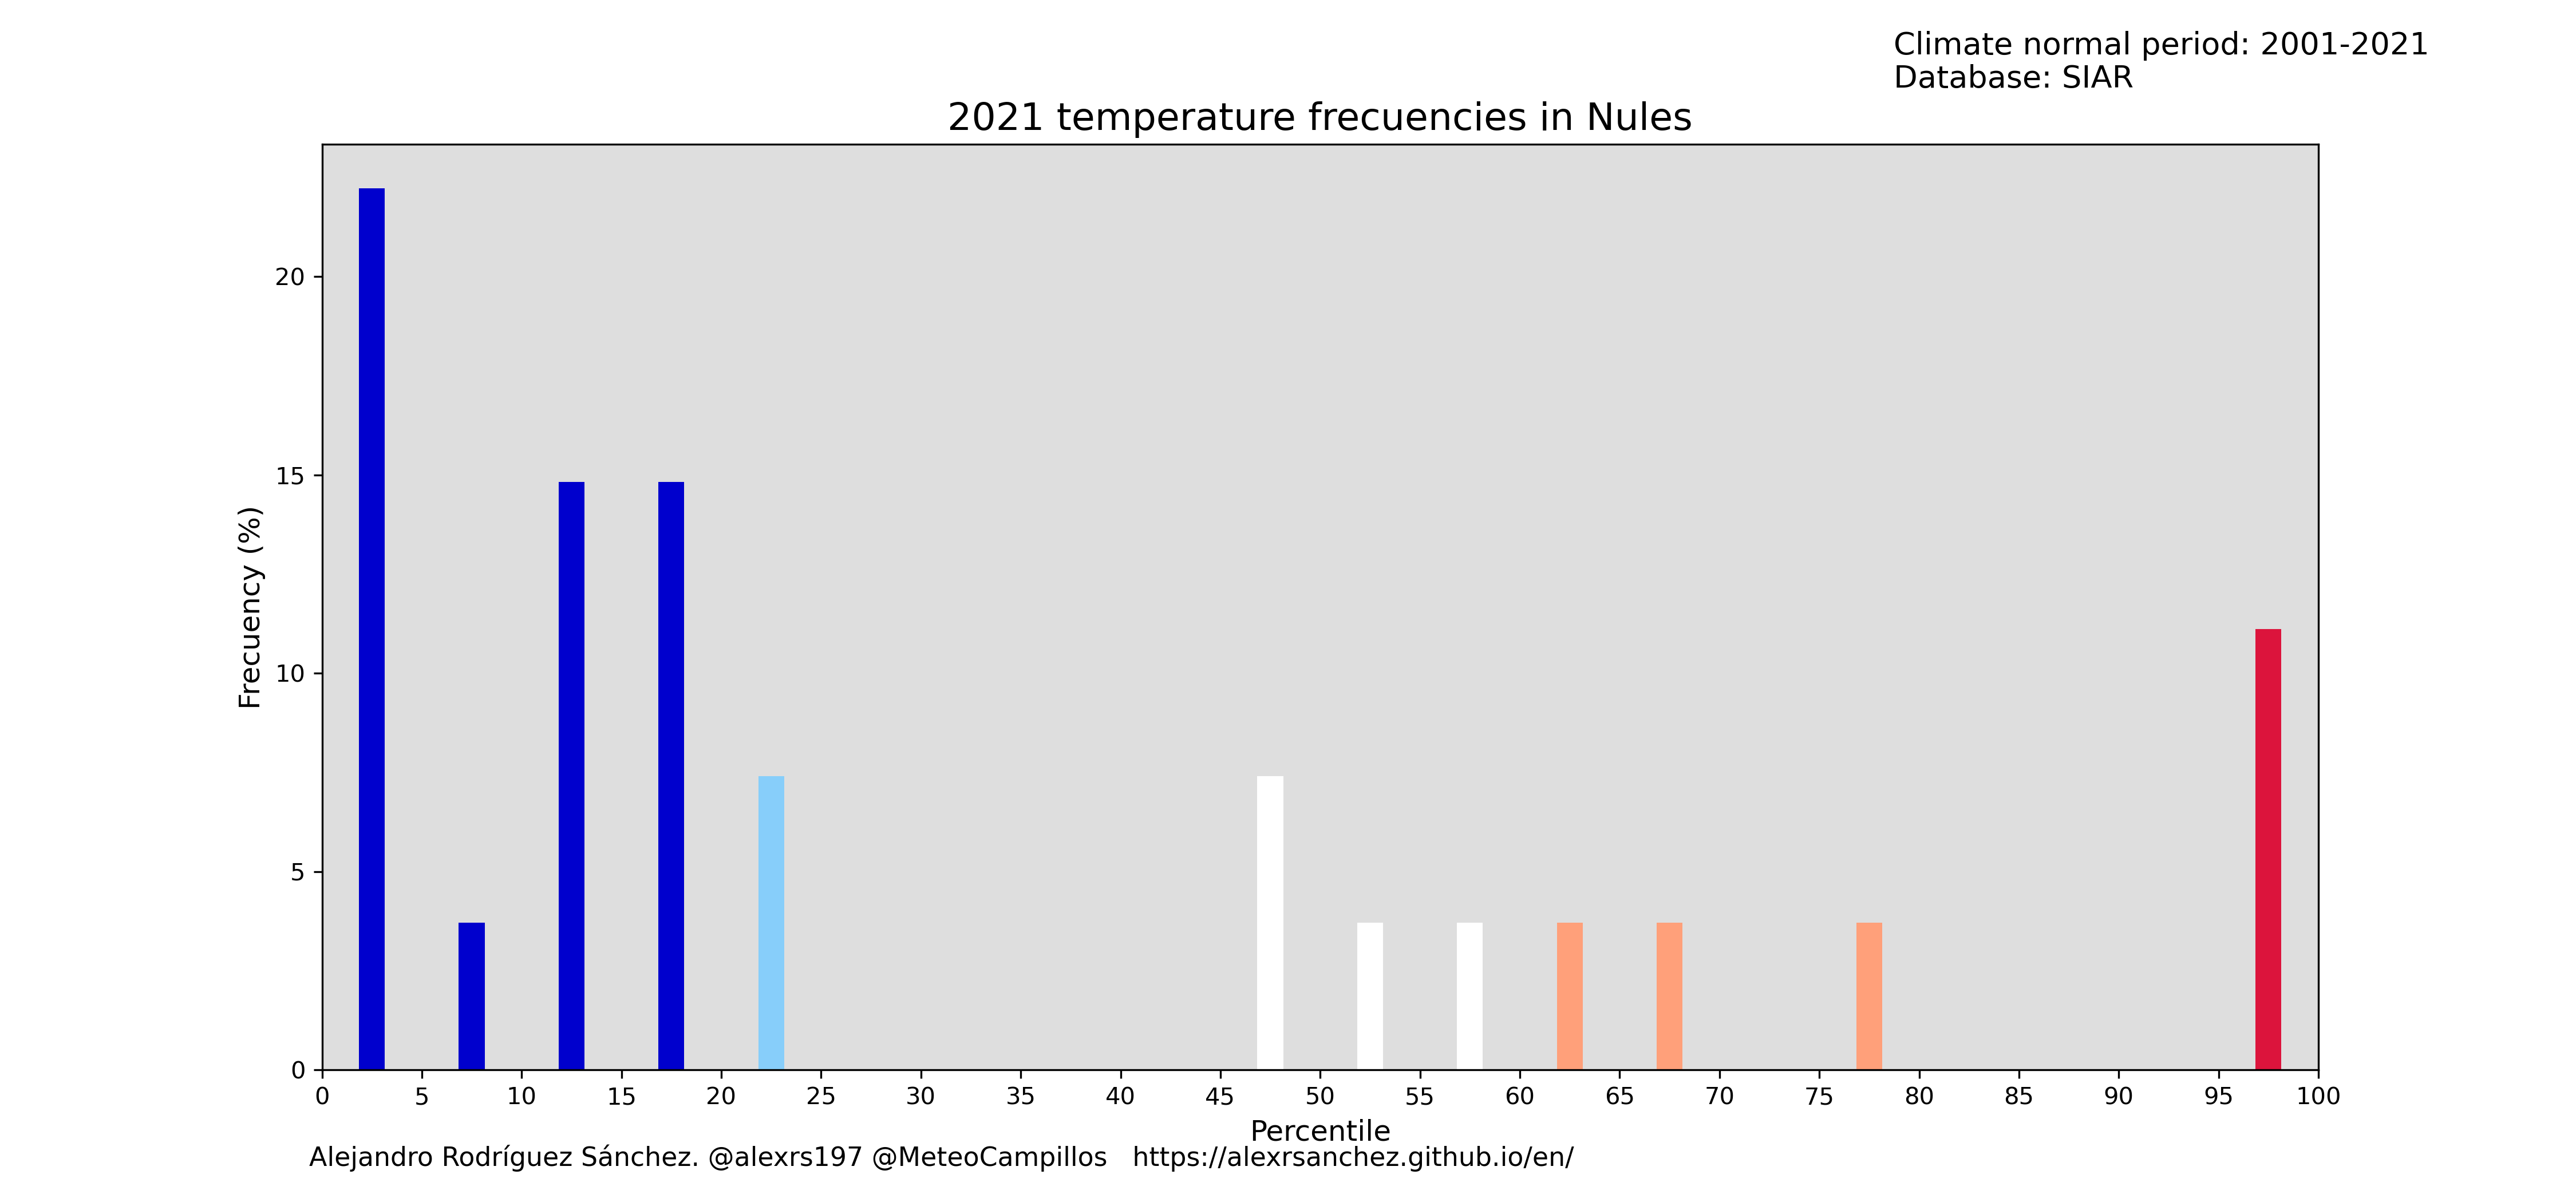 Climate normal period: 2001-2021
Database: SIAR
2021 temperature frecuencies in Nules
Frecuency (%)
20
15
10
5
0
0 5 10 15 20 25 30 35 40 45 50 55 60 65 70 75 80 85 90 95 100
Percentile
Alejandro Rodríguez Sánchez. @alexrs197 @MeteoCampillos https://alexrsanchez.github.io/en/